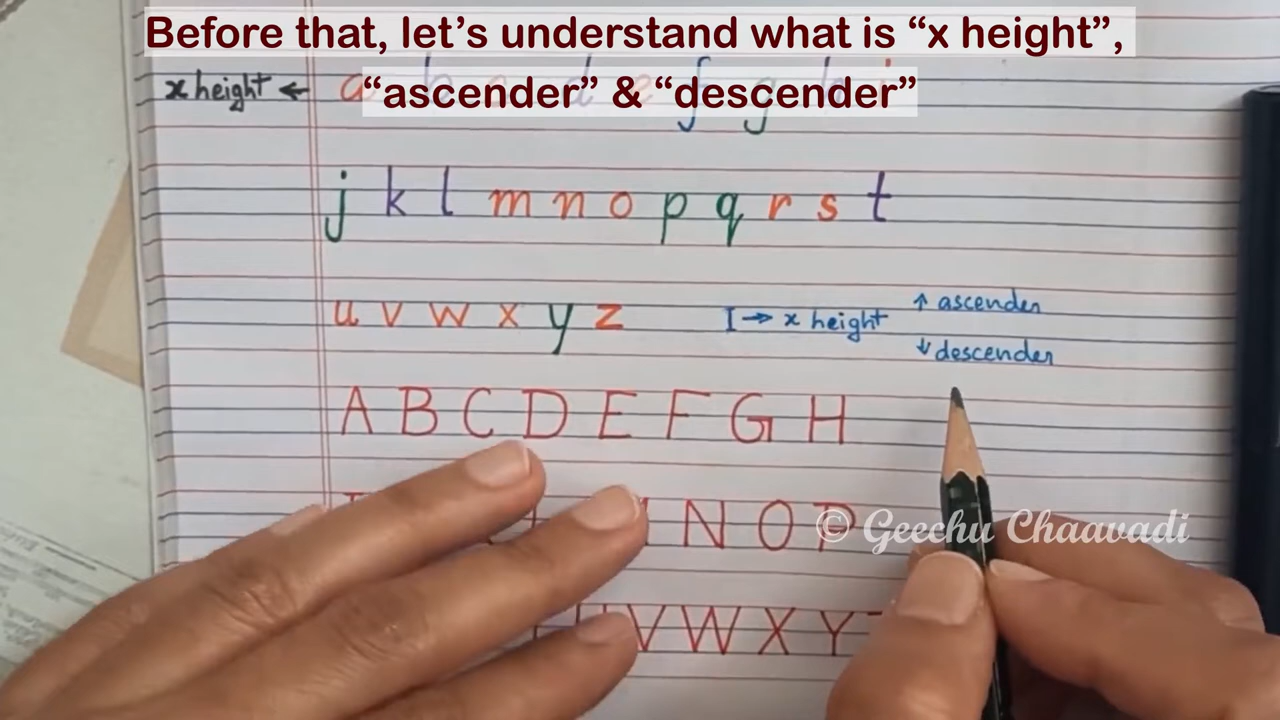 Before that, let's understand what is “x height”,
“ascender” & “descender”
x height ←
j k l m n o p q r s t
u v w x y z I → x height ↑ ascender
↓ descender
A B C D E F G H
N O P
© Geechu Chaavadi
V W X Y